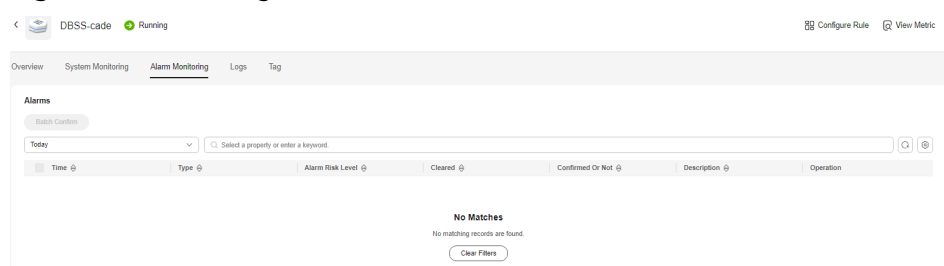 DBSS-cade Running Configure Rule View Metric
Overview System Monitoring Alarm Monitoring Logs Tag
Alarms
Batch Confirm
Today Select a property or enter a keyword.
Time Type Alarm Risk Level Cleared Confirmed Or Not Description Operation
No Matches
No matching records are found.
Clear Filters